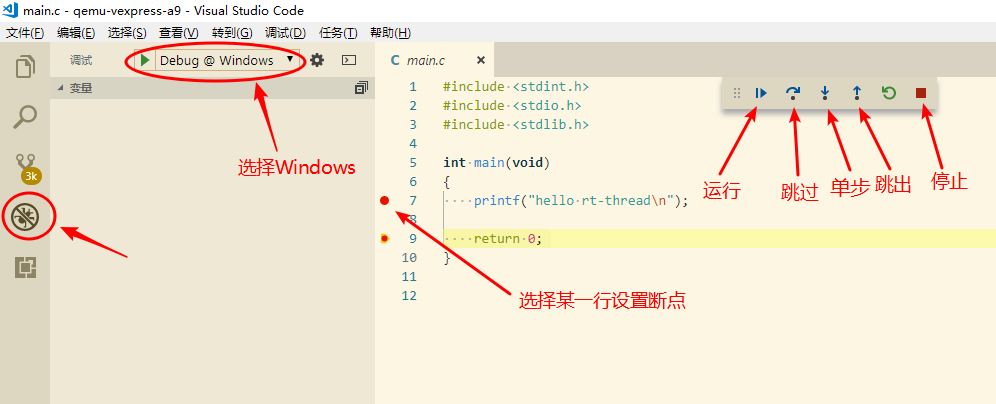 main.c - qemu-vexpress-a9 - Visual Studio Code
文件(F) 编辑(E) 选择(S) 查看(V) 转到(G) 调试(D) 任务(T) 帮助(H)
调试 Debug @ Windows
变量
选择Windows
3k
C main.c ×
1 #include <stdint.h>
2 #include <stdio.h>
3 #include <stdlib.h>
4
5 int main(void)
6 {
7 ····printf("hello·rt-thread\n");
8
9 ····return 0;
10 }
11
12
运行 跳过 单步 跳出 停止
选择某一行设置断点